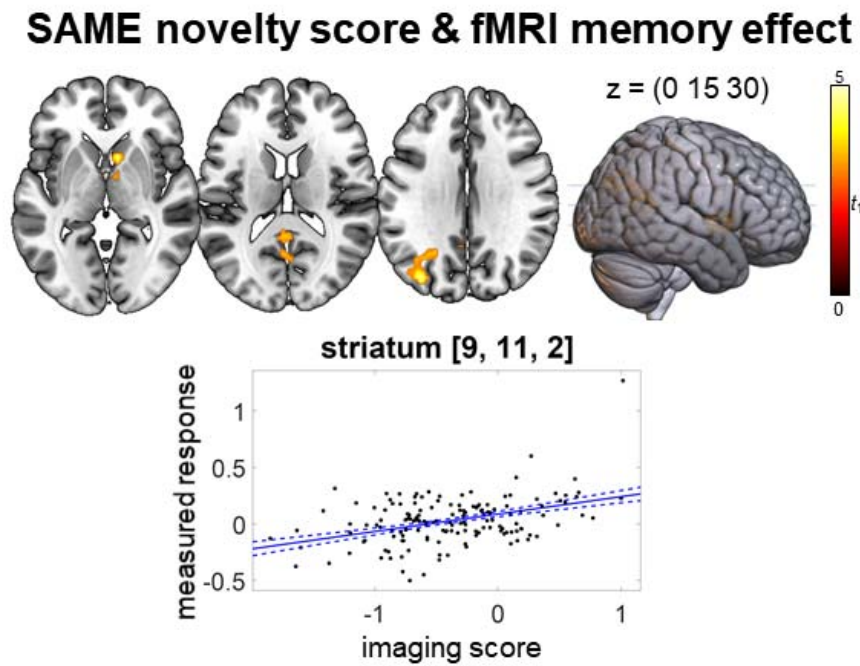 SAME novelty score & fMRI memory effect
z = (0 15 30)
5
0
striatum [9, 11, 2]
measured response
1
0.5
0
-0.5
-1 0 1
imaging score